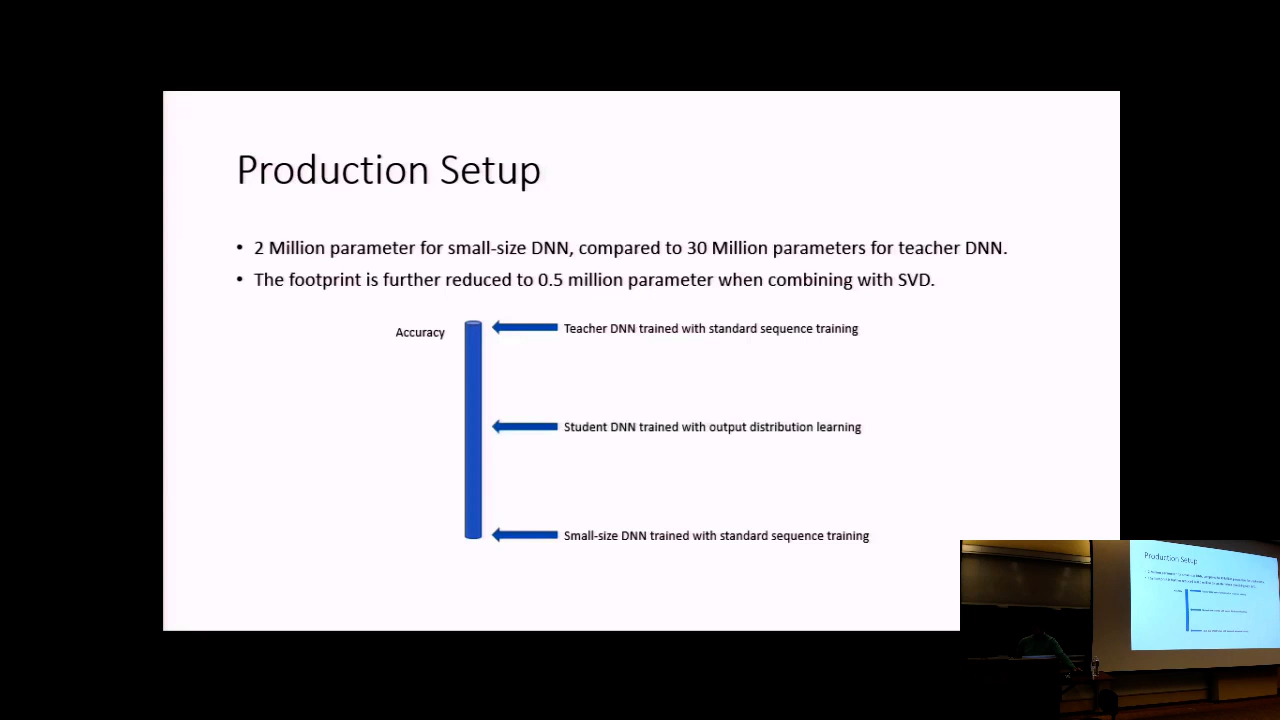 Production Setup
• 2 Million parameter for small-size DNN, compared to 30 Million parameters for teacher DNN.
• The footprint is further reduced to 0.5 million parameter when combining with SVD.
Accuracy
Teacher DNN trained with standard sequence training
Student DNN trained with output distribution learning
Small-size DNN trained with standard sequence training
Production Setup